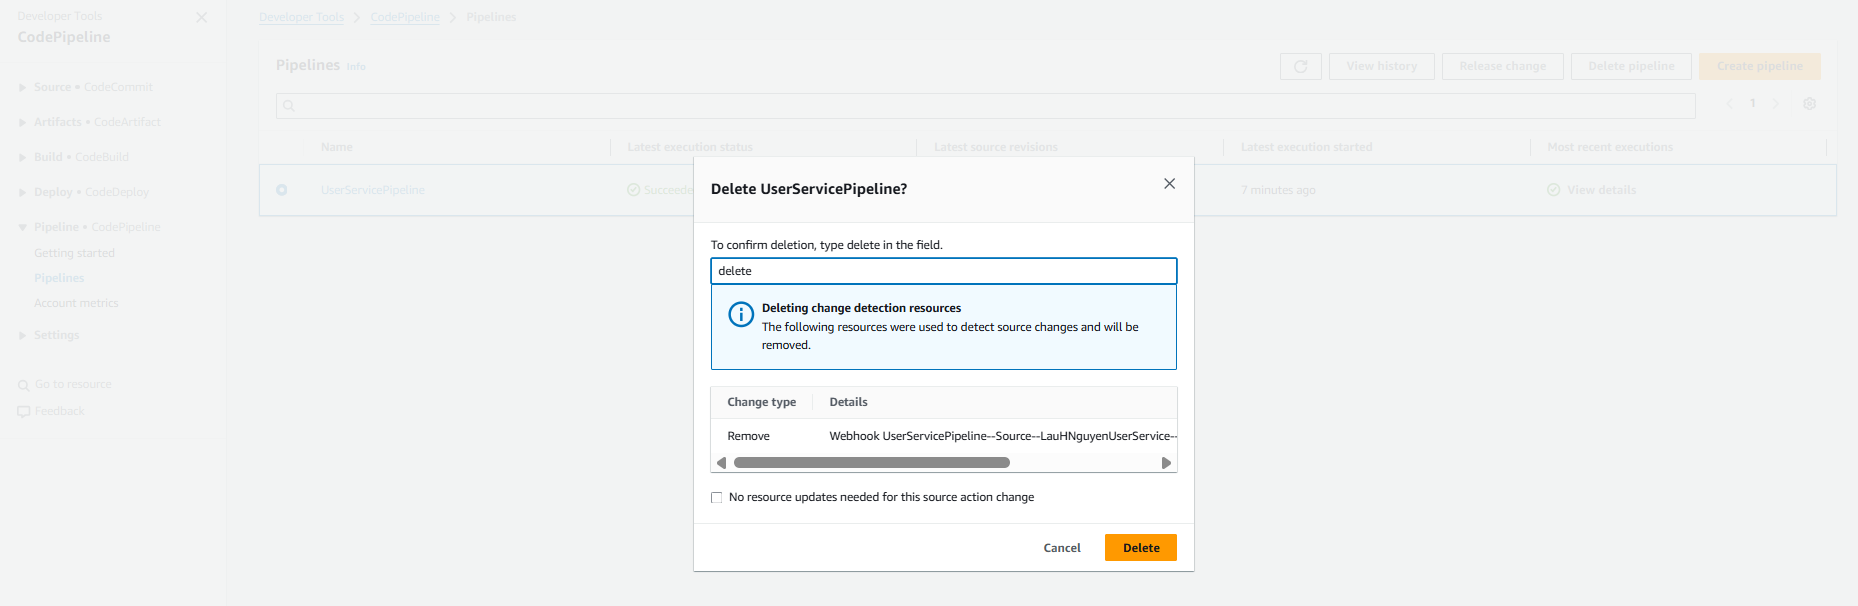 Developer Tools
CodePipeline
Source • CodeCommit
Artifacts • CodeArtifact
Build • CodeBuild
Deploy • CodeDeploy
Pipeline • CodePipeline
Getting started
Pipelines
Account metrics
Settings
Go to resource
Feedback
Developer Tools > CodePipeline > Pipelines
Pipelines Info
View history
Release change
Delete pipeline
Create pipeline
1
Name
Latest execution status
Latest source revisions
Latest execution started
Most recent executions
UserServicePipeline
Succeede
7 minutes ago
View details
Delete UserServicePipeline?
To confirm deletion, type delete in the field.
delete
Deleting change detection resources
The following resources were used to detect source changes and will be
removed.
Change type
Details
Remove
Webhook UserServicePipeline--Source--LauHNguyenUserService--
No resource updates needed for this source action change
Cancel
Delete